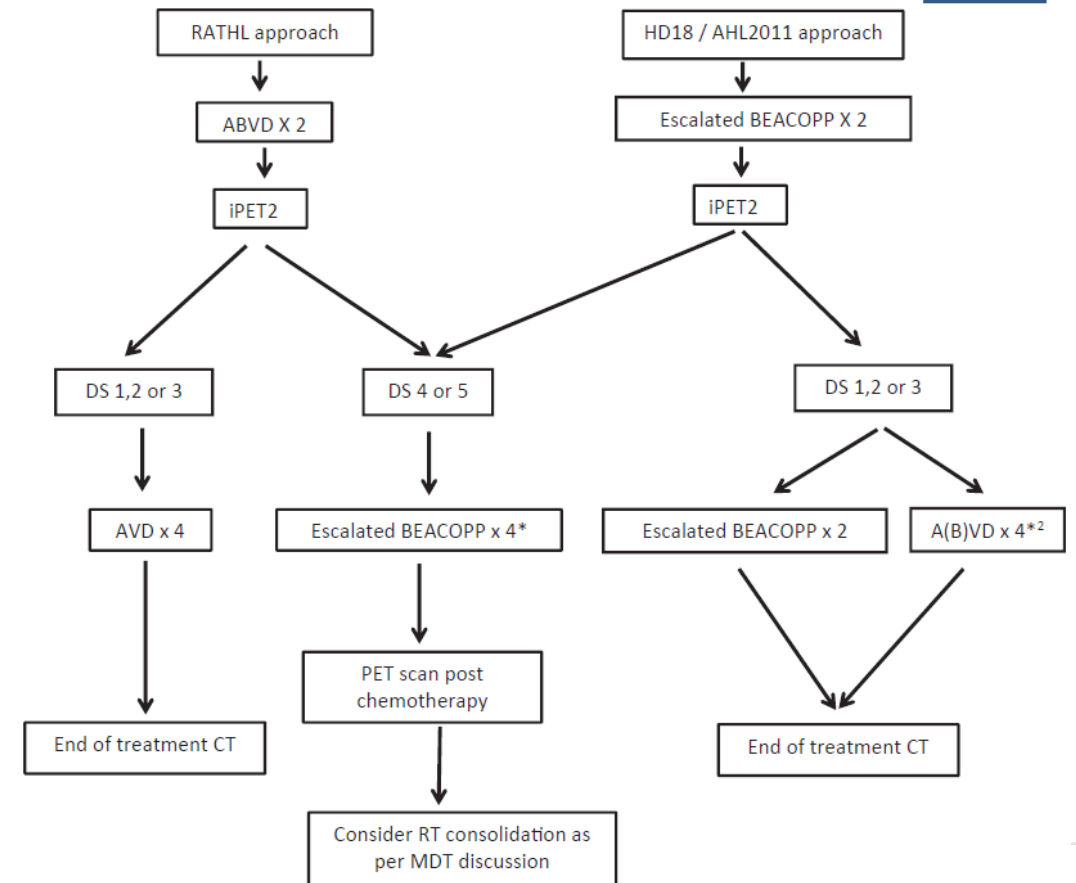 RATHL approach
HD18 / AHL2011 approach
ABVD X 2
Escalated BEACOPP X 2
iPET2
iPET2
DS 1,2 or 3
DS 4 or 5
DS 1,2 or 3
AVD x 4
Escalated BEACOPP x 4*
Escalated BEACOPP x 2
A(B)VD x 4*²
PET scan post
chemotherapy
End of treatment CT
End of treatment CT
Consider RT consolidation as
per MDT discussion